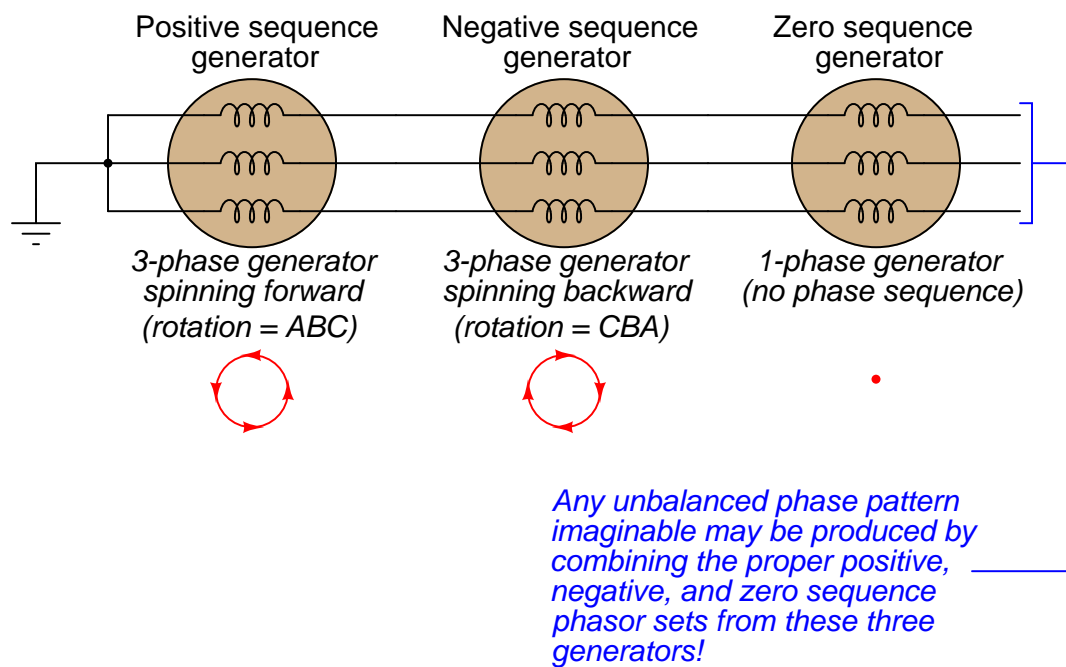 Positive sequence
generator
Negative sequence
generator
Zero sequence
generator
3-phase generator
spinning forward
(rotation = ABC)
3-phase generator
spinning backward
(rotation = CBA)
1-phase generator
(no phase sequence)
Any unbalanced phase pattern
imaginable may be produced by
combining the proper positive,
negative, and zero sequence
phasor sets from these three
generators!